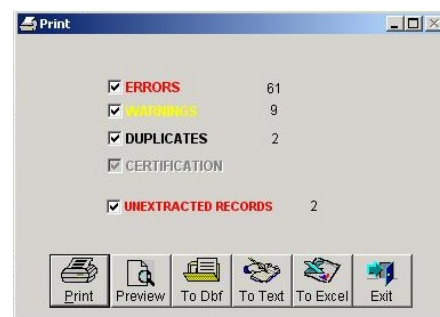 Print
ERRORS 61
WARNINGS 9
DUPLICATES 2
CERTIFICATION
UNEXTRACTED RECORDS 2
Print Preview To Dbf To Text To Excel Exit